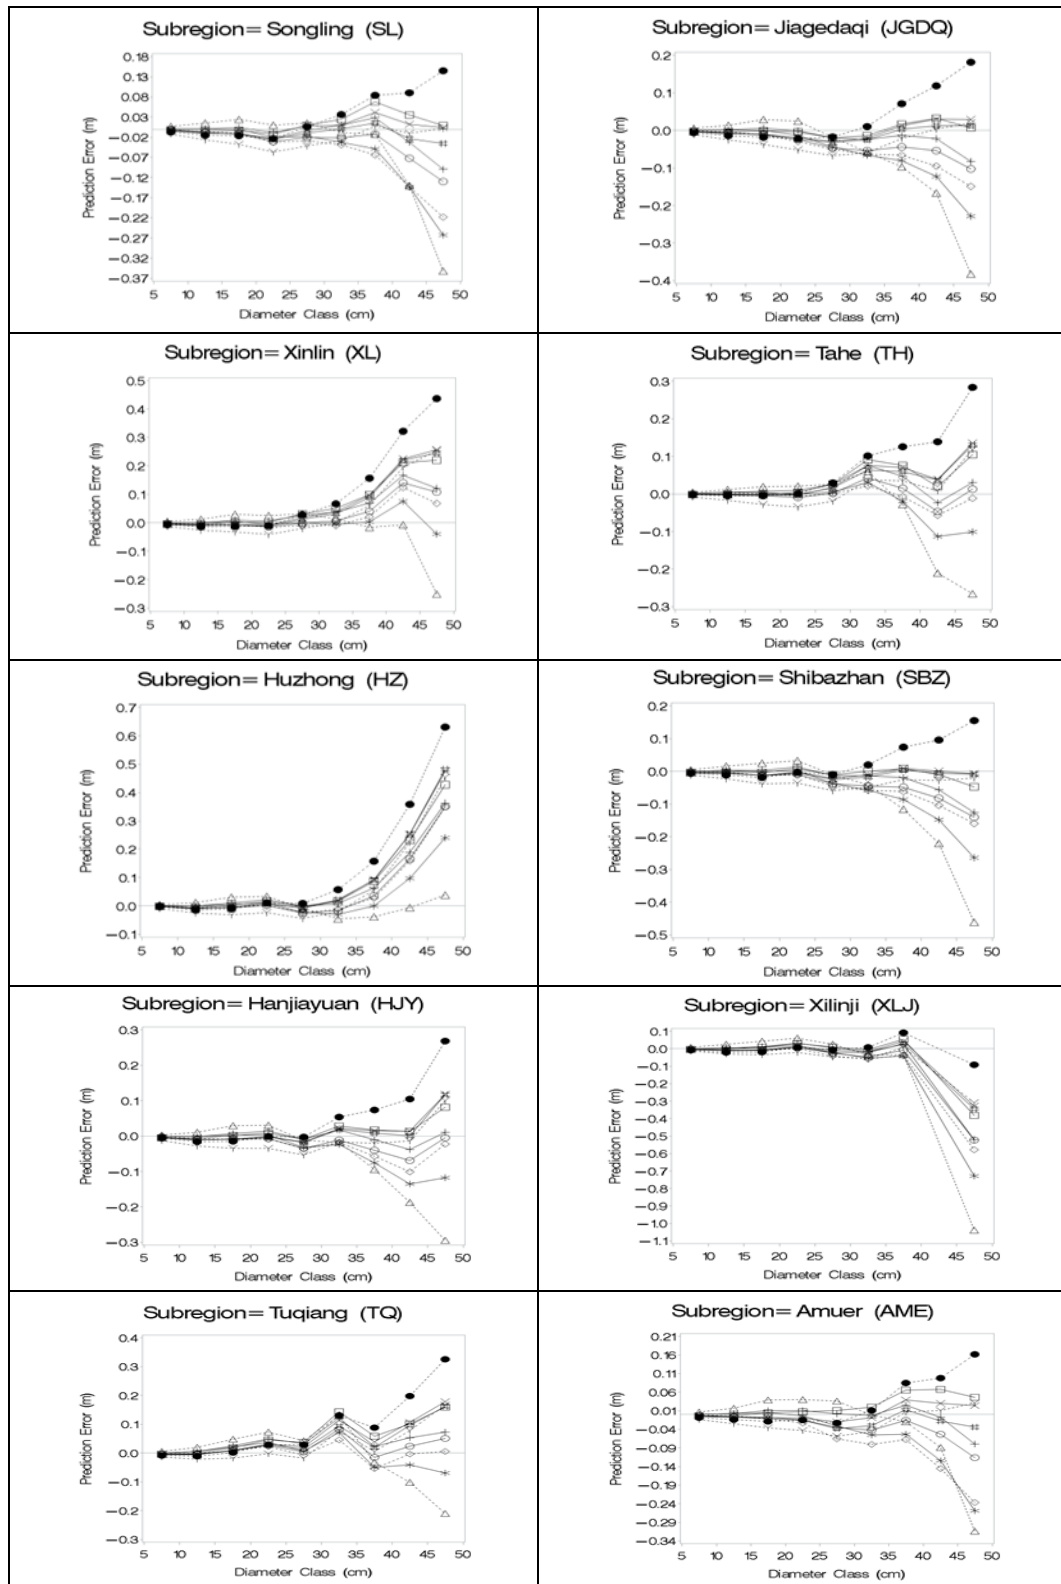 Subregion= Songling (SL)
0.18
0.13
0.08
0.03
−0.02
−0.07
−0.12
−0.17
−0.22
−0.27
−0.32
−0.37
Prediction Error (m)
5 10 15 20 25 30 35 40 45 50
Diameter Class (cm)
Subregion= Jiagedaqi (JGDQ)
0.2
0.1
0.0
−0.1
−0.2
−0.3
−0.4
Prediction Error (m)
5 10 15 20 25 30 35 40 45 50
Diameter Class (cm)
Subregion= Xinlin (XL)
0.5
0.4
0.3
0.2
0.1
0.0
−0.1
−0.2
−0.3
Prediction Error (m)
5 10 15 20 25 30 35 40 45 50
Diameter Class (cm)
Subregion= Tahe (TH)
0.3
0.2
0.1
0.0
−0.1
−0.2
−0.3
Prediction Error (m)
5 10 15 20 25 30 35 40 45 50
Diameter Class (cm)
Subregion= Huzhong (HZ)
0.7
0.6
0.5
0.4
0.3
0.2
0.1
0.0
−0.1
Prediction Error (m)
5 10 15 20 25 30 35 40 45 50
Diameter Class (cm)
Subregion= Shibazhan (SBZ)
0.2
0.1
0.0
−0.1
−0.2
−0.3
−0.4
−0.5
Prediction Error (m)
5 10 15 20 25 30 35 40 45 50
Diameter Class (cm)
Subregion= Hanjiayuan (HJY)
0.3
0.2
0.1
0.0
−0.1
−0.2
−0.3
Prediction Error (m)
5 10 15 20 25 30 35 40 45 50
Diameter Class (cm)
Subregion= Xilinji (XLJ)
0.1
0.0
−0.1
−0.2
−0.3
−0.4
−0.5
−0.6
−0.7
−0.8
−0.9
−1.0
−1.1
Prediction Error (m)
5 10 15 20 25 30 35 40 45 50
Diameter Class (cm)
Subregion= Tuqiang (TQ)
0.4
0.3
0.2
0.1
0.0
−0.1
−0.2
−0.3
Prediction Error (m)
5 10 15 20 25 30 35 40 45 50
Diameter Class (cm)
Subregion= Amuer (AME)
0.21
0.16
0.11
0.06
0.01
−0.04
−0.09
−0.14
−0.19
−0.24
−0.29
−0.34
Prediction Error (m)
5 10 15 20 25 30 35 40 45 50
Diameter Class (cm)